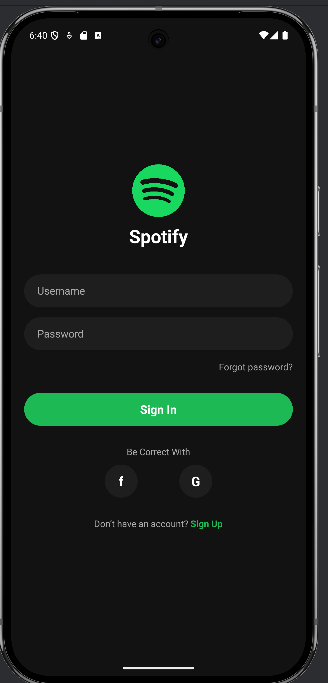 6:40
Spotify
Username
Password
Forgot password?
Sign In
Be Correct With
f G
Don't have an account? Sign Up